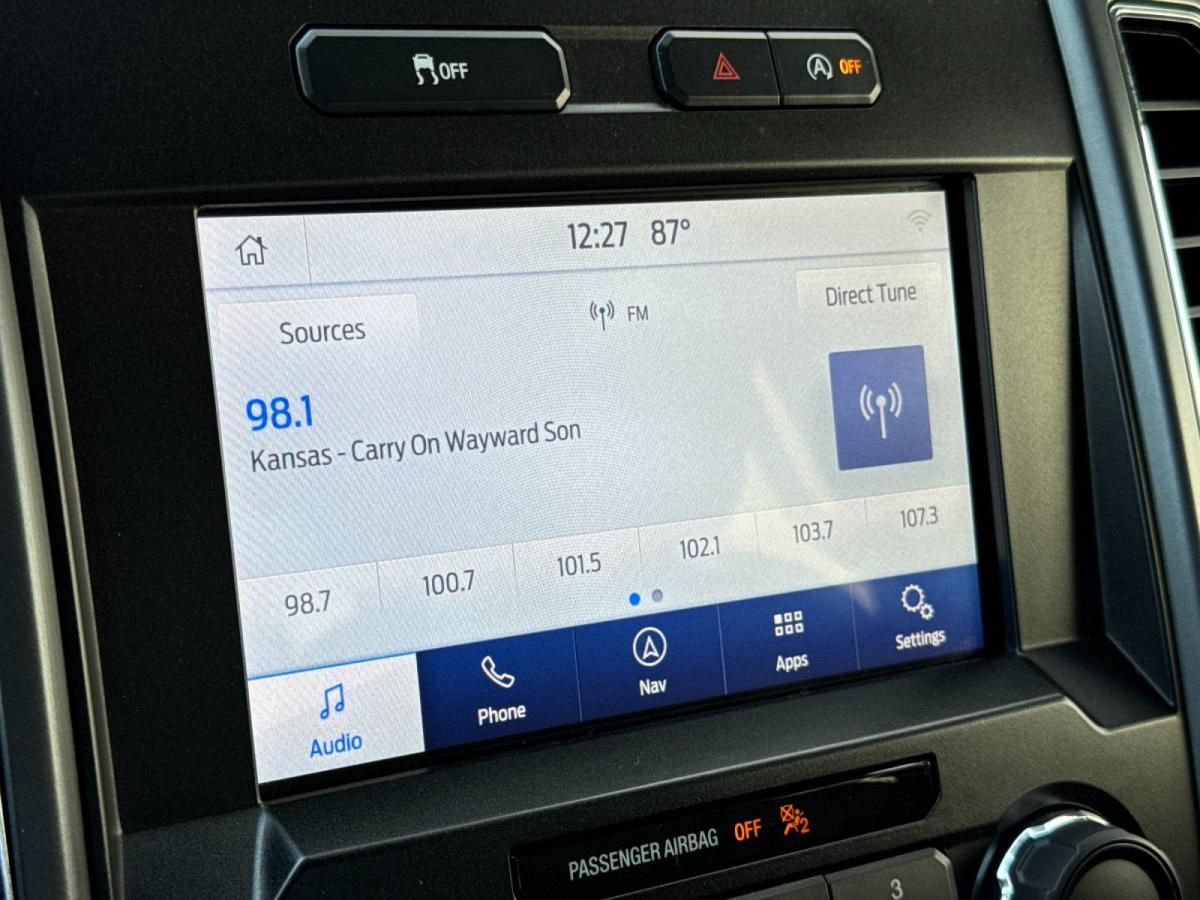 OFF
A OFF
12:27 87°
Sources
FM
Direct Tune
98.1
Kansas - Carry On Wayward Son
98.7 100.7 101.5 102.1 103.7 107.3
Audio Phone Nav Apps Settings
PASSENGER AIRBAG OFF 2
3